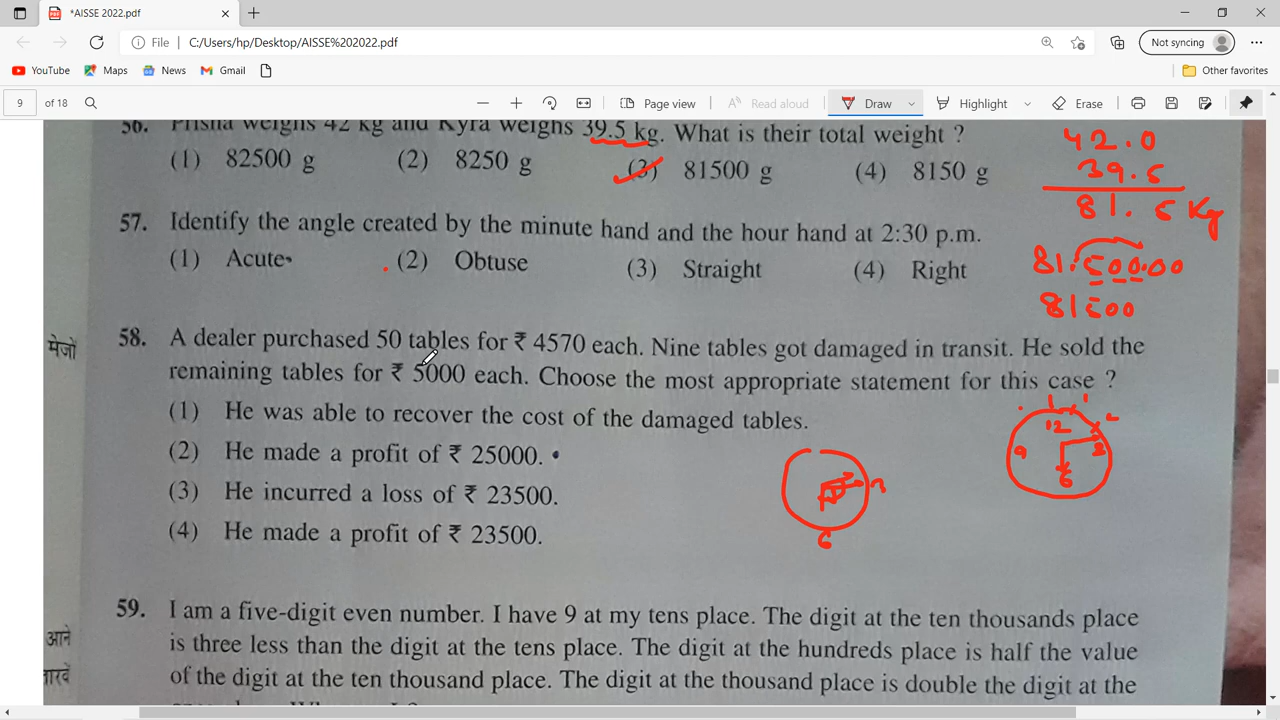 *AISSE 2022.pdf
File C:/Users/hp/Desktop/AISSE%202022.pdf Not syncing
YouTube Maps News Gmail Other favorites
9 of 18 Page view Read aloud Draw Highlight Erase
56. Prisha weighs 42 kg and Kyra weighs 39.5 kg. What is their total weight ?
(1) 82500 g (2) 8250 g (3) 81500 g (4) 8150 g
42.0
39.5
81.5 Kg
57. Identify the angle created by the minute hand and the hour hand at 2:30 p.m.
(1) Acute (2) Obtuse (3) Straight (4) Right
81.500.00
81500
मेजों
58. A dealer purchased 50 tables for ₹ 4570 each. Nine tables got damaged in transit. He sold the
remaining tables for ₹ 5000 each. Choose the most appropriate statement for this case ?
(1) He was able to recover the cost of the damaged tables.
(2) He made a profit of ₹ 25000.
(3) He incurred a loss of ₹ 23500.
(4) He made a profit of ₹ 23500.
12
9
6
6
59. I am a five-digit even number. I have 9 at my tens place. The digit at the ten thousands place
आने
is three less than the digit at the tens place. The digit at the hundreds place is half the value
of the digit at the ten thousand place. The digit at the thousand place is double the digit at the